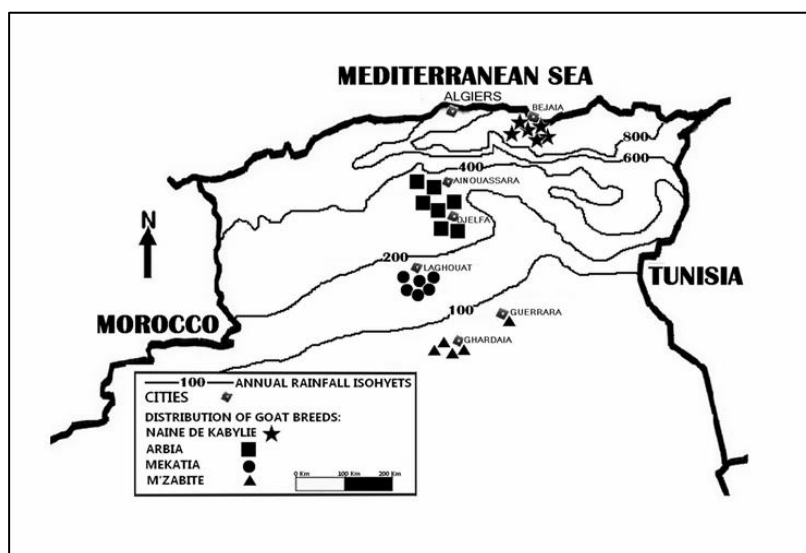 MEDITERRANEAN SEA
ALGIERS
BEJAIA
800
600
400
AINOUASSARA
DJELFA
N
200
LAGHOUAT
TUNISIA
100
GUERRARA
MOROCCO
GHARDAIA
100 ANNUAL RAINFALL ISOHYETS
CITIES
DISTRIBUTION OF GOAT BREEDS:
NAINE DE KABYLIE
ARBIA
MEKATIA
M'ZABITE
0 Km 100 Km 200 Km